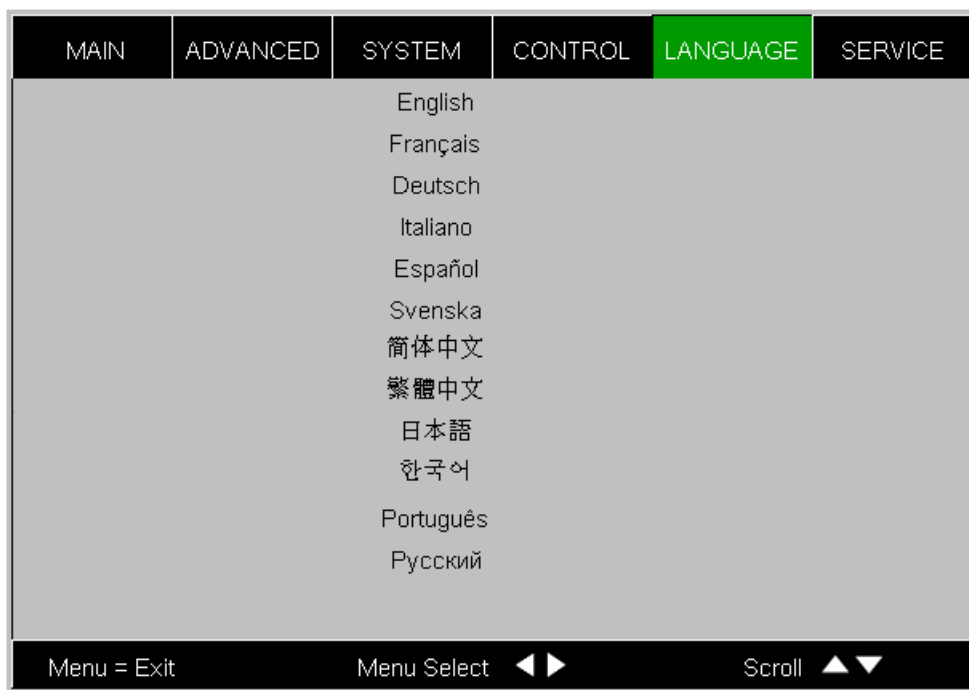 MAIN ADVANCED SYSTEM CONTROL LANGUAGE SERVICE
English
Français
Deutsch
Italiano
Español
Svenska
简体中文
繁體中文
日本語
한국어
Português
Русский
Menu = Exit Menu Select ◀▶ Scroll ▲▼